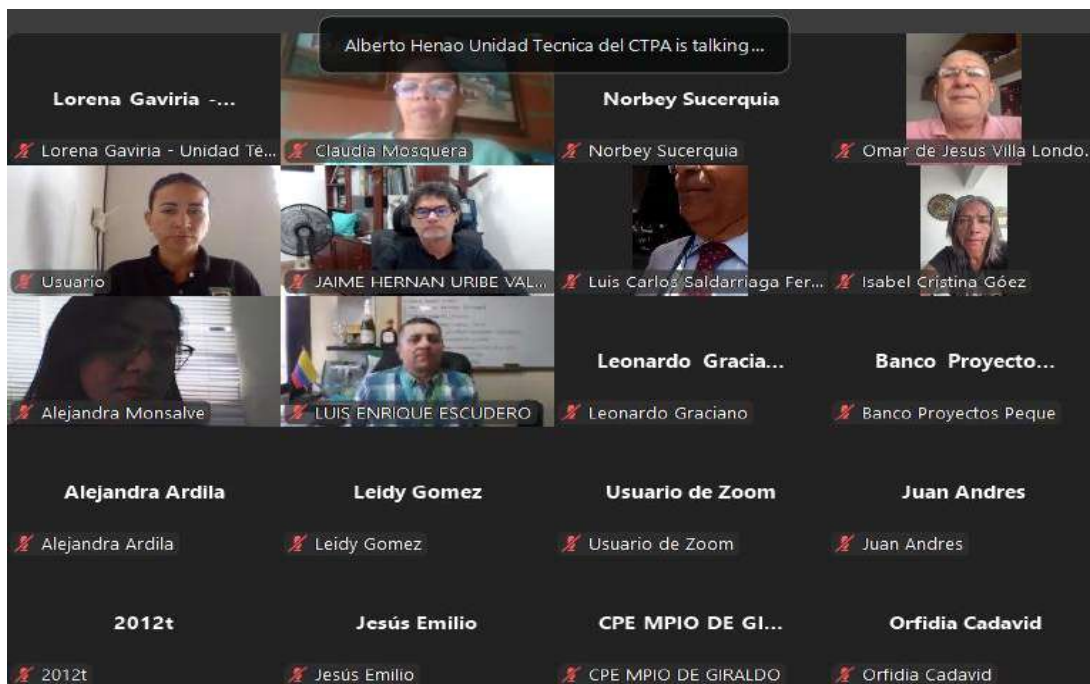 Alberto Henao Unidad Tecnica del CTPA is talking...
Lorena Gaviria -...
Norbey Sucerquia
Lorena Gaviria - Unidad Té...
Claudia Mosquera
Norbey Sucerquia
Omar de Jesus Villa Londo.
Usuario
JAIME HERNAN URIBE VAL...
Luis Carlos Saldarriaga Fer...
Isabel Cristina Góez
Leonardo Gracia...
Banco Proyecto...
Alejandra Monsalve
LUIS ENRIQUE ESCUDERO
Leonardo Graciano
Banco Proyectos Peque
Alejandra Ardila
Leidy Gomez
Usuario de Zoom
Juan Andres
Alejandra Ardila
Leidy Gomez
Usuario de Zoom
Juan Andres
2012t
Jesús Emilio
CPE MPIO DE GI...
Orfidia Cadavid
2012t
Jesús Emilio
CPE MPIO DE GIRALDO
Orfidia Cadavid